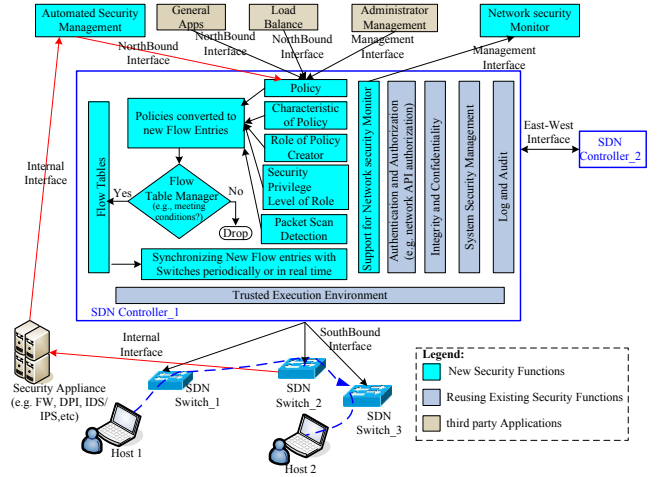 Automated Security
Management
General
Apps
Load
Balance
Administrator
Management
Network security
Monitor
NorthBound
Interface
NorthBound
Interface
NorthBound
Interface
Management
Interface
Management
Interface
Policy
Characteristic
of Policy
Role of Policy
Creator
Security
Privilege
Level of Role
Packet Scan
Detection
Policies converted to
new Flow Entries
Flow
Table Manager
(e.g., meeting
conditions?)
Yes
No
Drop
Flow Tables
Synchronizing New Flow entries with
Switches periodically or in real time
Support for Network security Monitor
Authentication and Authorization
(e.g. network API authorization)
Integrity and Confidentiality
System Security Management
Log and Audit
East-West
Interface
SDN
Controller_2
Trusted Execution Environment
SDN Controller_1
Internal
Interface
Internal
Interface
SouthBound
Interface
Security Appliance
(e.g. FW, DPI, IDS/
IPS,etc)
SDN
Switch_1
SDN
Switch_2
SDN
Switch_3
Host 1
Host 2
Legend:
New Security Functions
Reusing Existing Security Functions
third party Applications